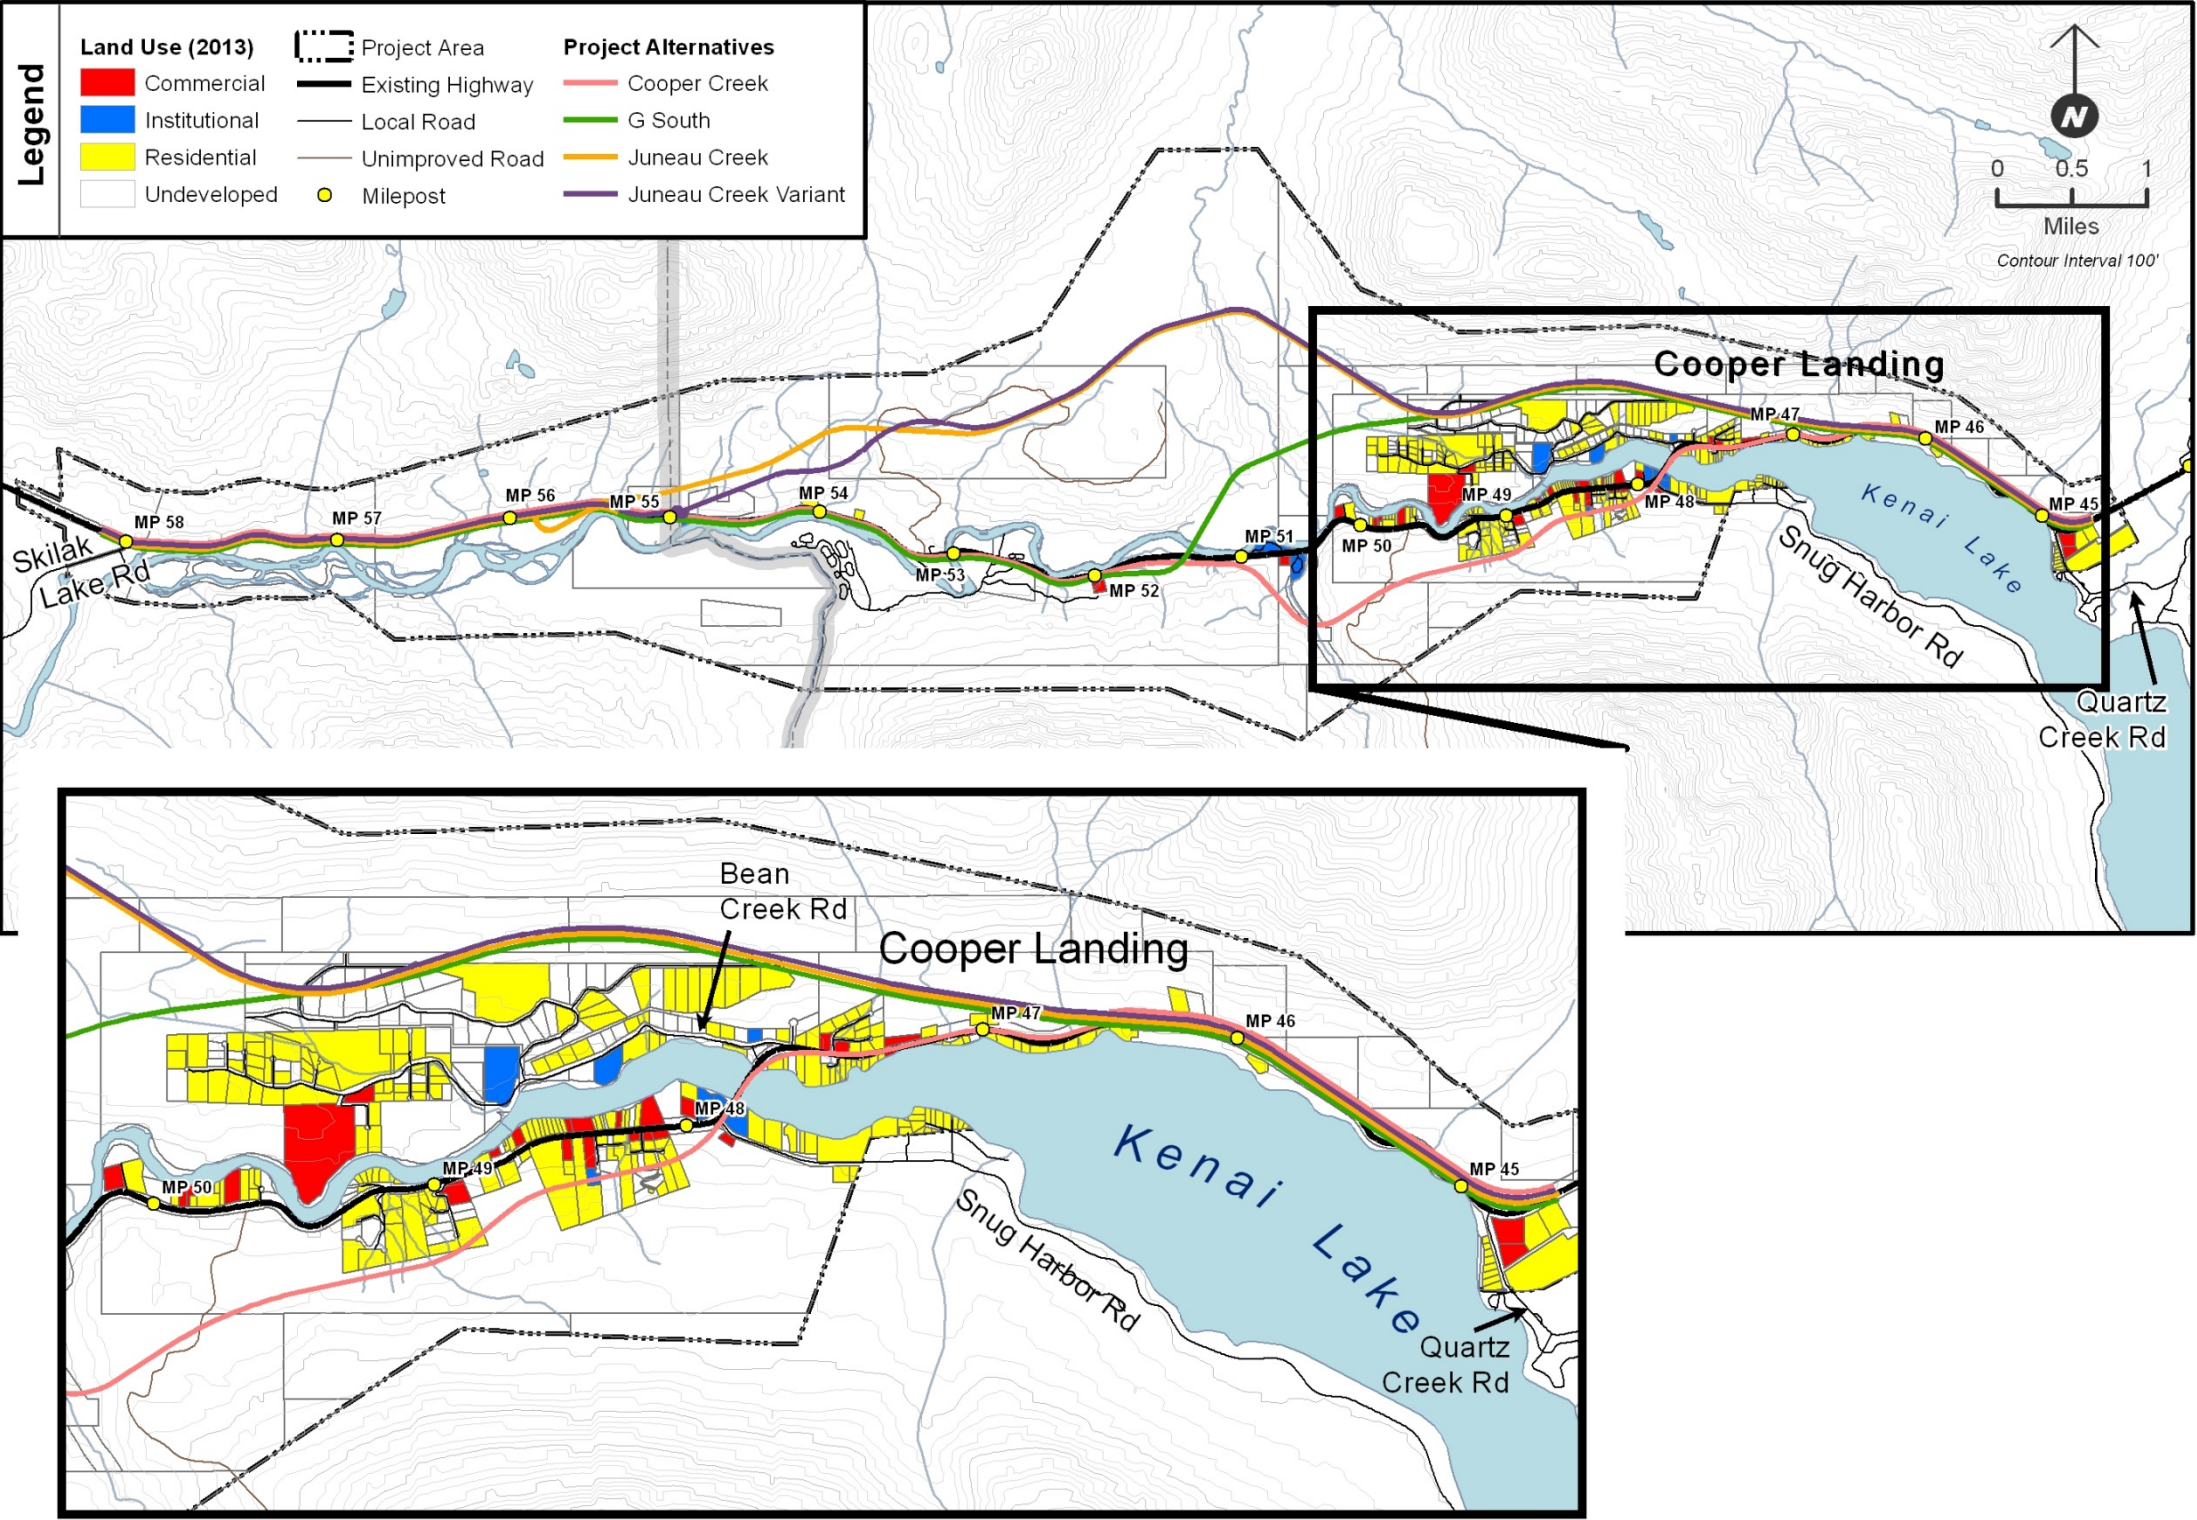 Legend
Land Use (2013)
Commercial
Institutional
Residential
Undeveloped
Project Area
Existing Highway
Local Road
Unimproved Road
Milepost
Project Alternatives
Cooper Creek
G South
Juneau Creek
Juneau Creek Variant
N
0 0.5 1
Miles
Contour Interval 100'
Cooper Landing
MP 47
MP 46
MP 45
MP 48
MP 49
MP 50
MP 51
MP 52
MP 53
MP 54
MP 55
MP 56
MP 57
MP 58
Skilak
Lake Rd
Kenai
Lake
Snug Harbor Rd
Quartz
Creek Rd
Bean
Creek Rd
Cooper Landing
MP 47
MP 46
MP 45
MP 48
MP 49
MP 50
Kenai
Lake
Snug Harbor Rd
Quartz
Creek Rd